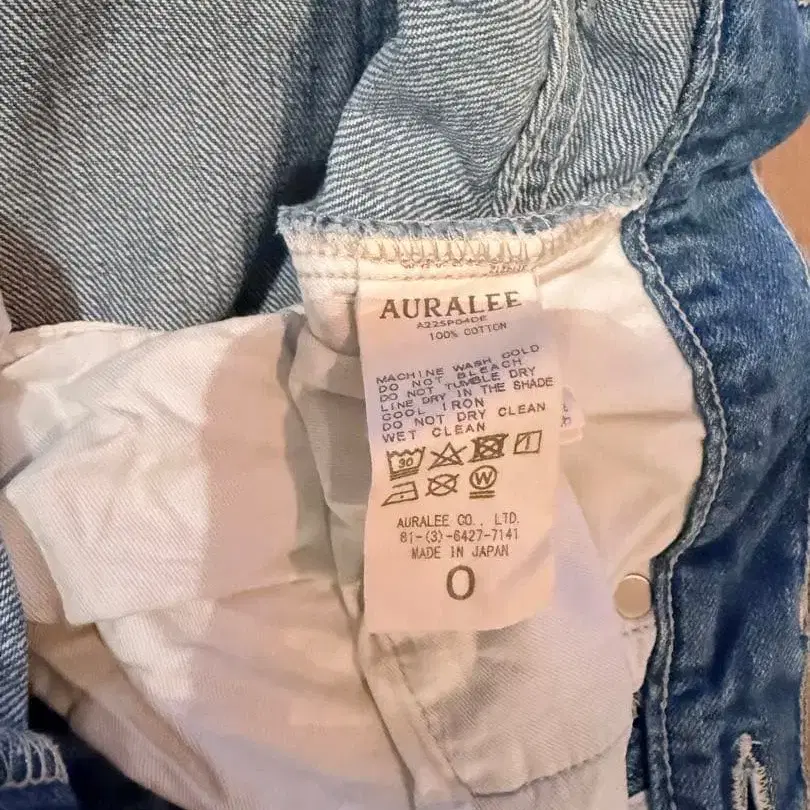 AURALEE
A22SP04DE
100% COTTON
MACHINE WASH COLD
DO NOT BLEACH
DO NOT TUMBLE DRY
LINE DRY IN THE SHADE
COOL IRON
DO NOT DRY CLEAN
WET CLEAN
30
W
AURALEE CO., LTD.
81-(3)-6427-7141
MADE IN JAPAN
0